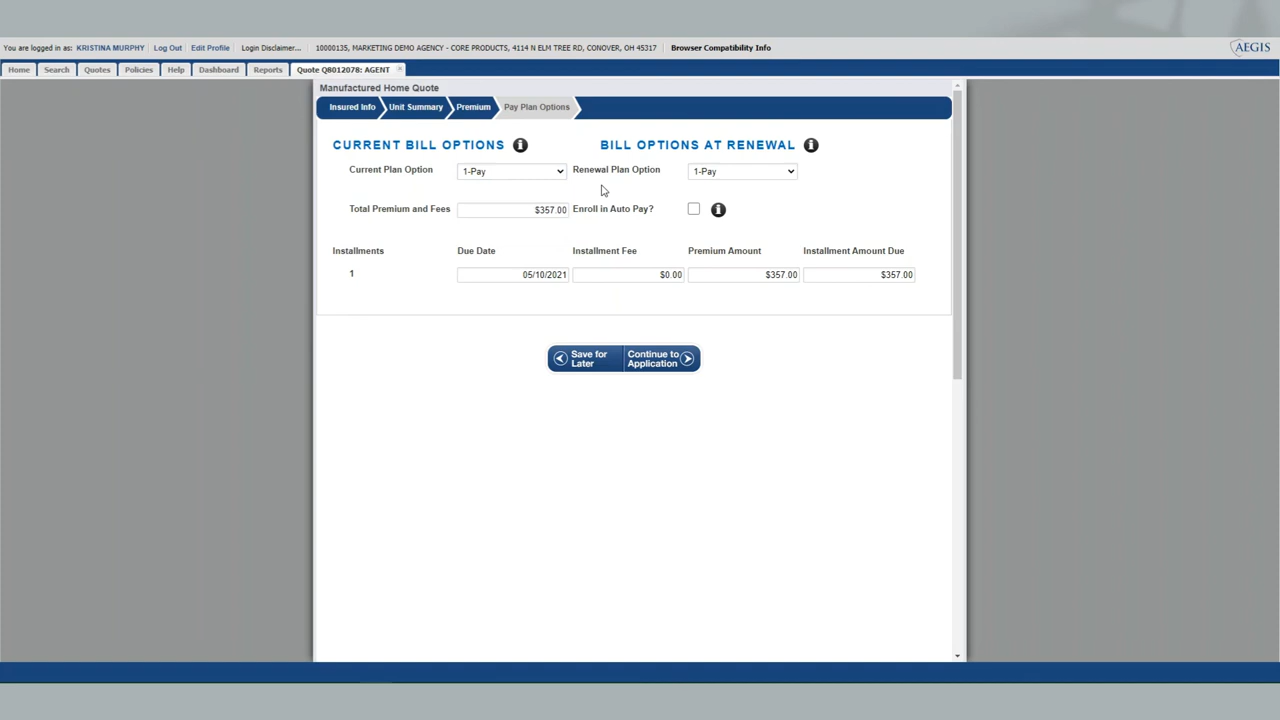 You are logged in as: KRISTINA MURPHY Log Out Edit Profile Login Disclaimer... 10000135, MARKETING DEMO AGENCY - CORE PRODUCTS, 4114 N ELM TREE RD, CONOVER, OH 45317 Browser Compatibility Info AEGIS
Home Search Quotes Policies Help Dashboard Reports Quote Q8012078: AGENT
Manufactured Home Quote
Insured Info Unit Summary Premium Pay Plan Options
CURRENT BILL OPTIONS BILL OPTIONS AT RENEWAL
Current Plan Option 1-Pay Renewal Plan Option 1-Pay
Total Premium and Fees $357.00 Enroll in Auto Pay?
Installments Due Date Installment Fee Premium Amount Installment Amount Due
1 05/10/2021 $0.00 $357.00 $357.00
Save for Later Continue to Application